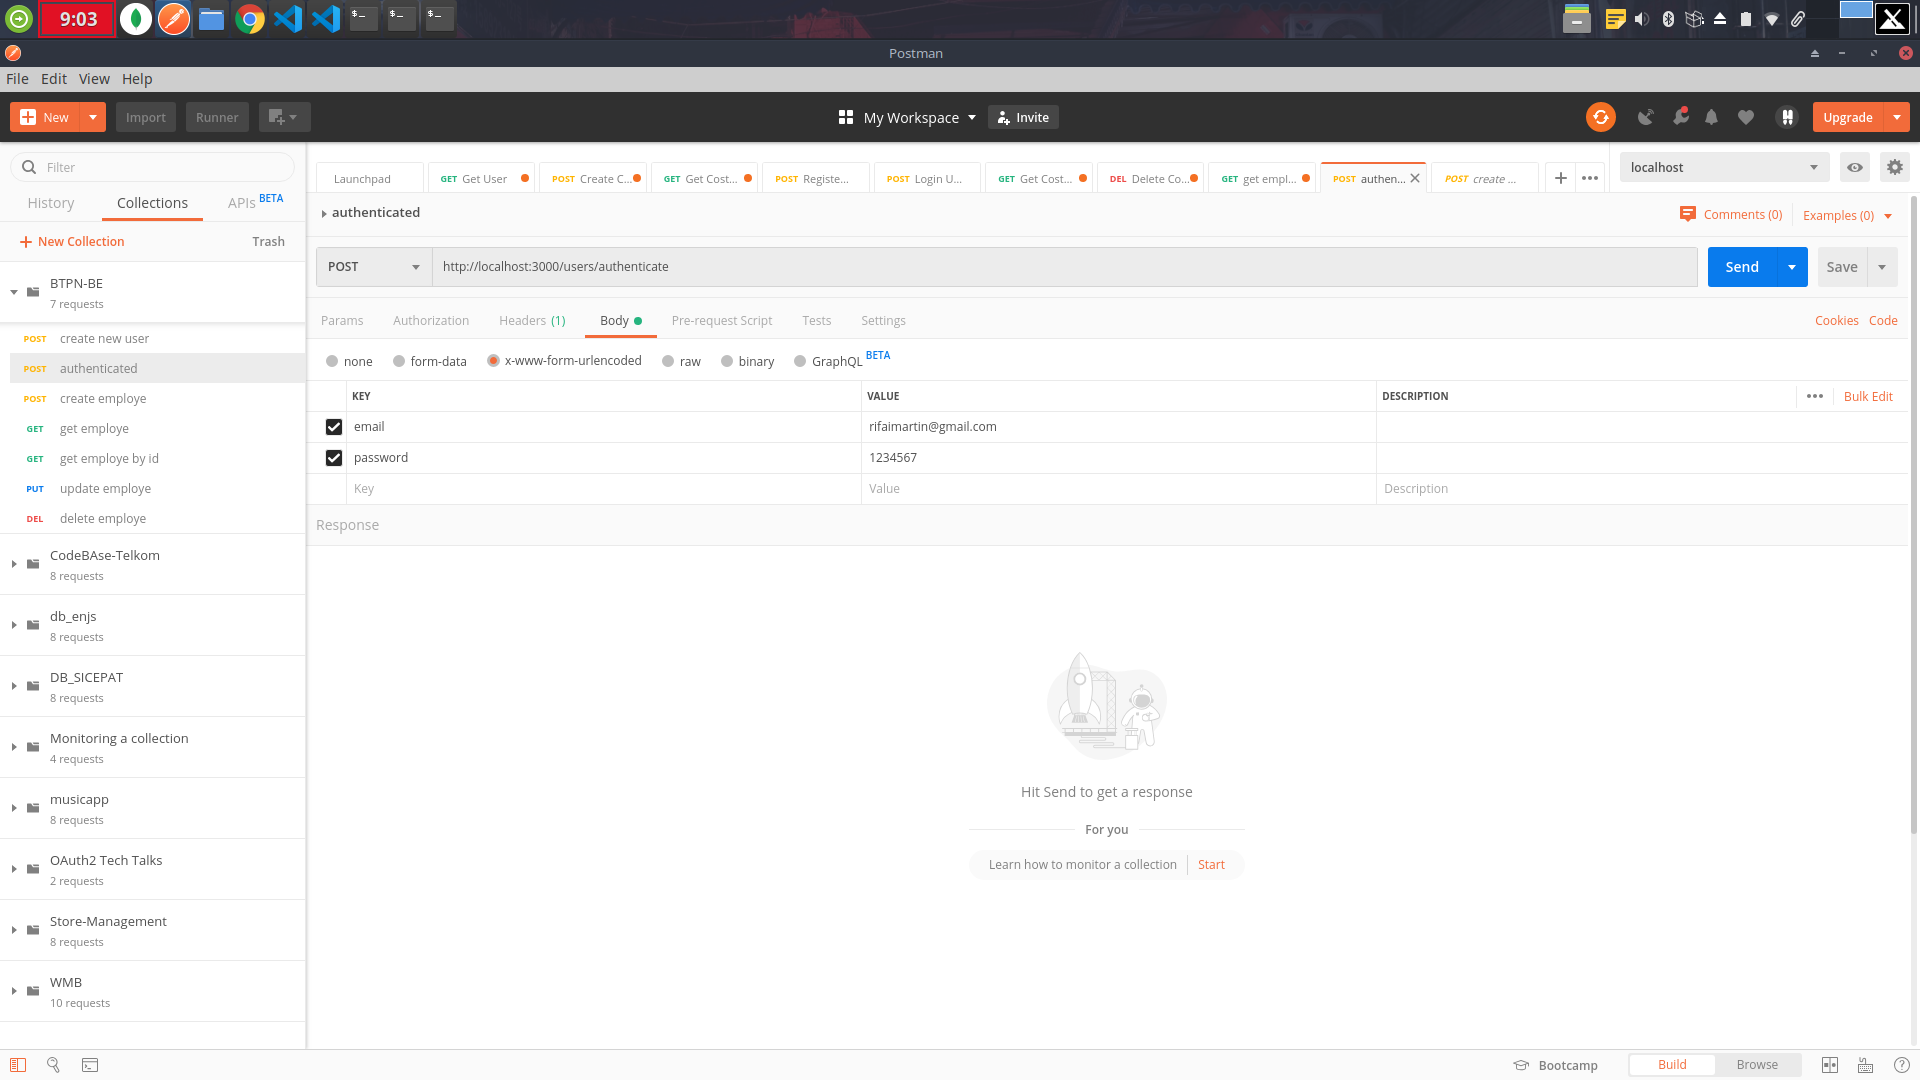 9:03
$-
$-
$-
Postman
File Edit View Help
New Import Runner My Workspace Invite Upgrade
Filter
History Collections APIs BETA
New Collection Trash
BTPN-BE
7 requests
POST create new user
POST authenticated
POST create employe
GET get employe
GET get employe by id
PUT update employe
DEL delete employe
CodeBAse-Telkom
8 requests
db_enjs
8 requests
DB_SICEPAT
8 requests
Monitoring a collection
4 requests
musicapp
8 requests
OAuth2 Tech Talks
2 requests
Store-Management
8 requests
WMB
10 requests
Launchpad GET Get User POST Create C... GET Get Cost... POST Registe... POST Login U... GET Get Cost... DEL Delete Co... GET get empl... POST authen... POST create ... localhost
authenticated Comments (0) Examples (0)
POST http://localhost:3000/users/authenticate Send Save
Params Authorization Headers (1) Body Pre-request Script Tests Settings Cookies Code
none form-data x-www-form-urlencoded raw binary GraphQL BETA
KEY VALUE DESCRIPTION Bulk Edit
email rifaimartin@gmail.com
password 1234567
Key Value Description
Response
Hit Send to get a response
For you
Learn how to monitor a collection Start
Bootcamp Build Browse